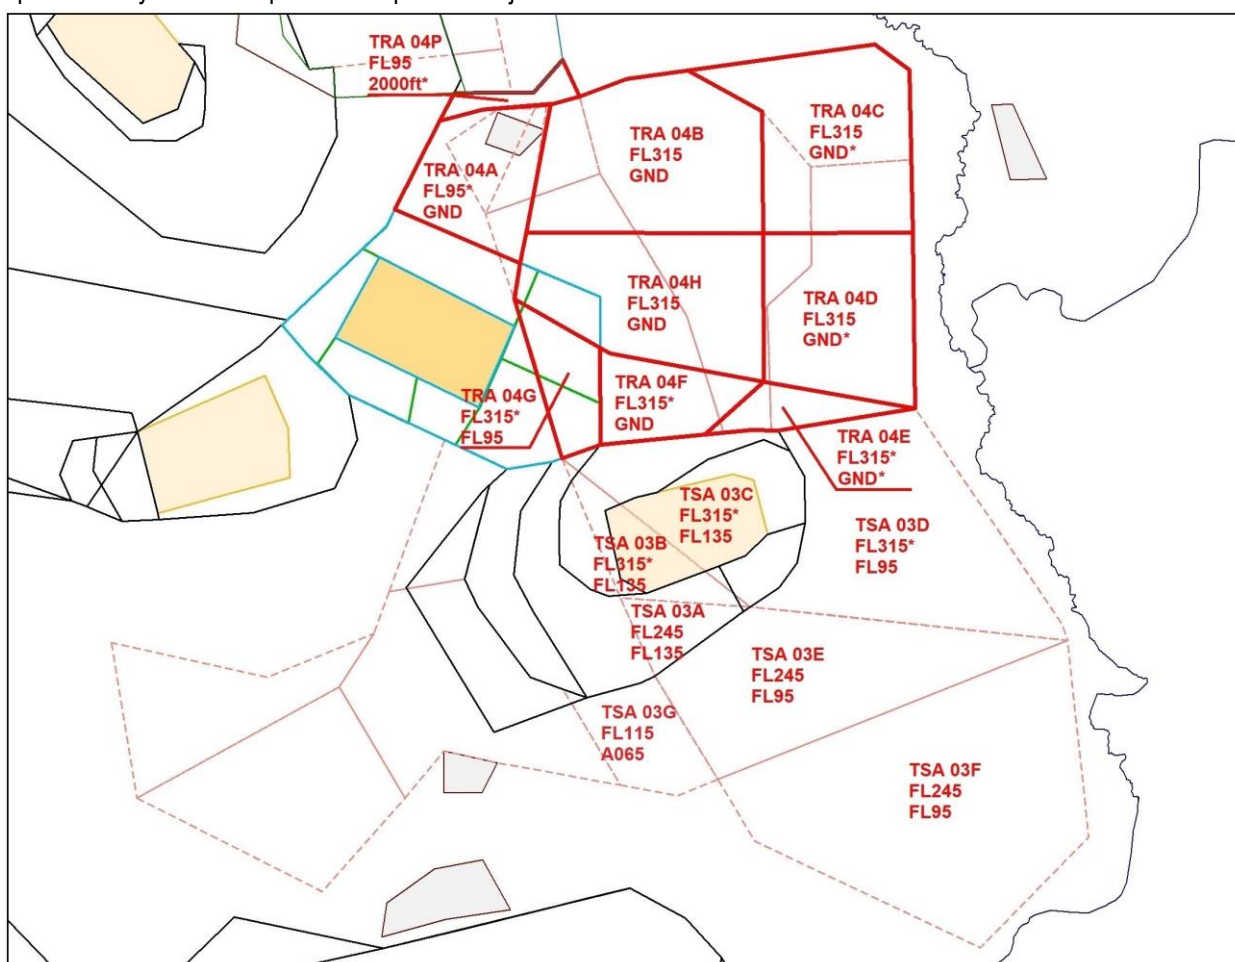 TRA 04P
FL95
2000ft*
TRA 04C
FL315
GND*
TRA 04B
FL315
GND
TRA 04A
FL95*
GND
TRA 04H
FL315
GND
TRA 04D
FL315
GND*
TRA 04G
FL315*
FL95
TRA 04F
FL315*
GND
TRA 04E
FL315*
GND*
TSA 03C
FL315*
FL135
TSA 03D
FL315*
FL95
TSA 03B
FL315*
FL135
TSA 03A
FL245
FL135
TSA 03E
FL245
FL95
TSA 03G
FL115
A065
TSA 03F
FL245
FL95